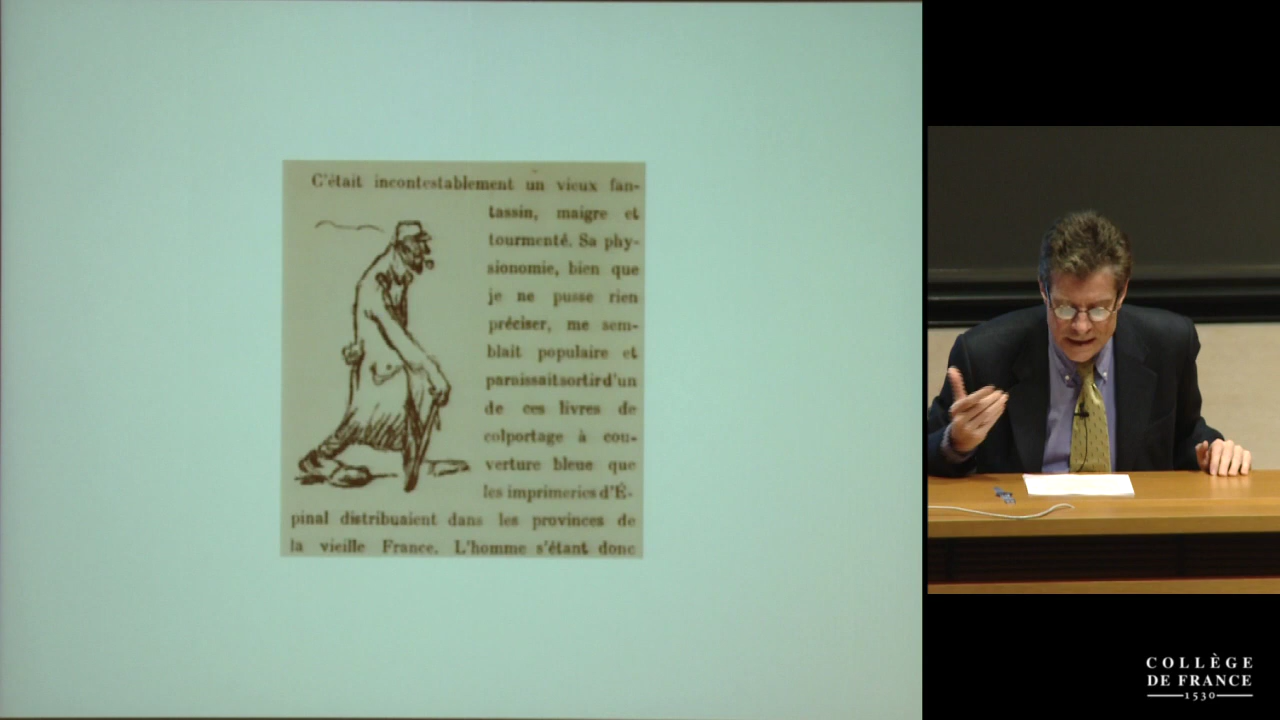 C'était incontestablement un vieux fan-
tassin, maigre et
tourmenté. Sa phy-
sionomie, bien que
je ne pusse rien
préciser, me sem-
blait populaire et
paraissait sortir d'un
de ces livres de
colportage à cou-
verture bleue que
les imprimeries d'É-
pinal distribuaient dans les provinces de
la vieille France. L'homme s'étant donc
COLLÈGE
DE FRANCE
1530